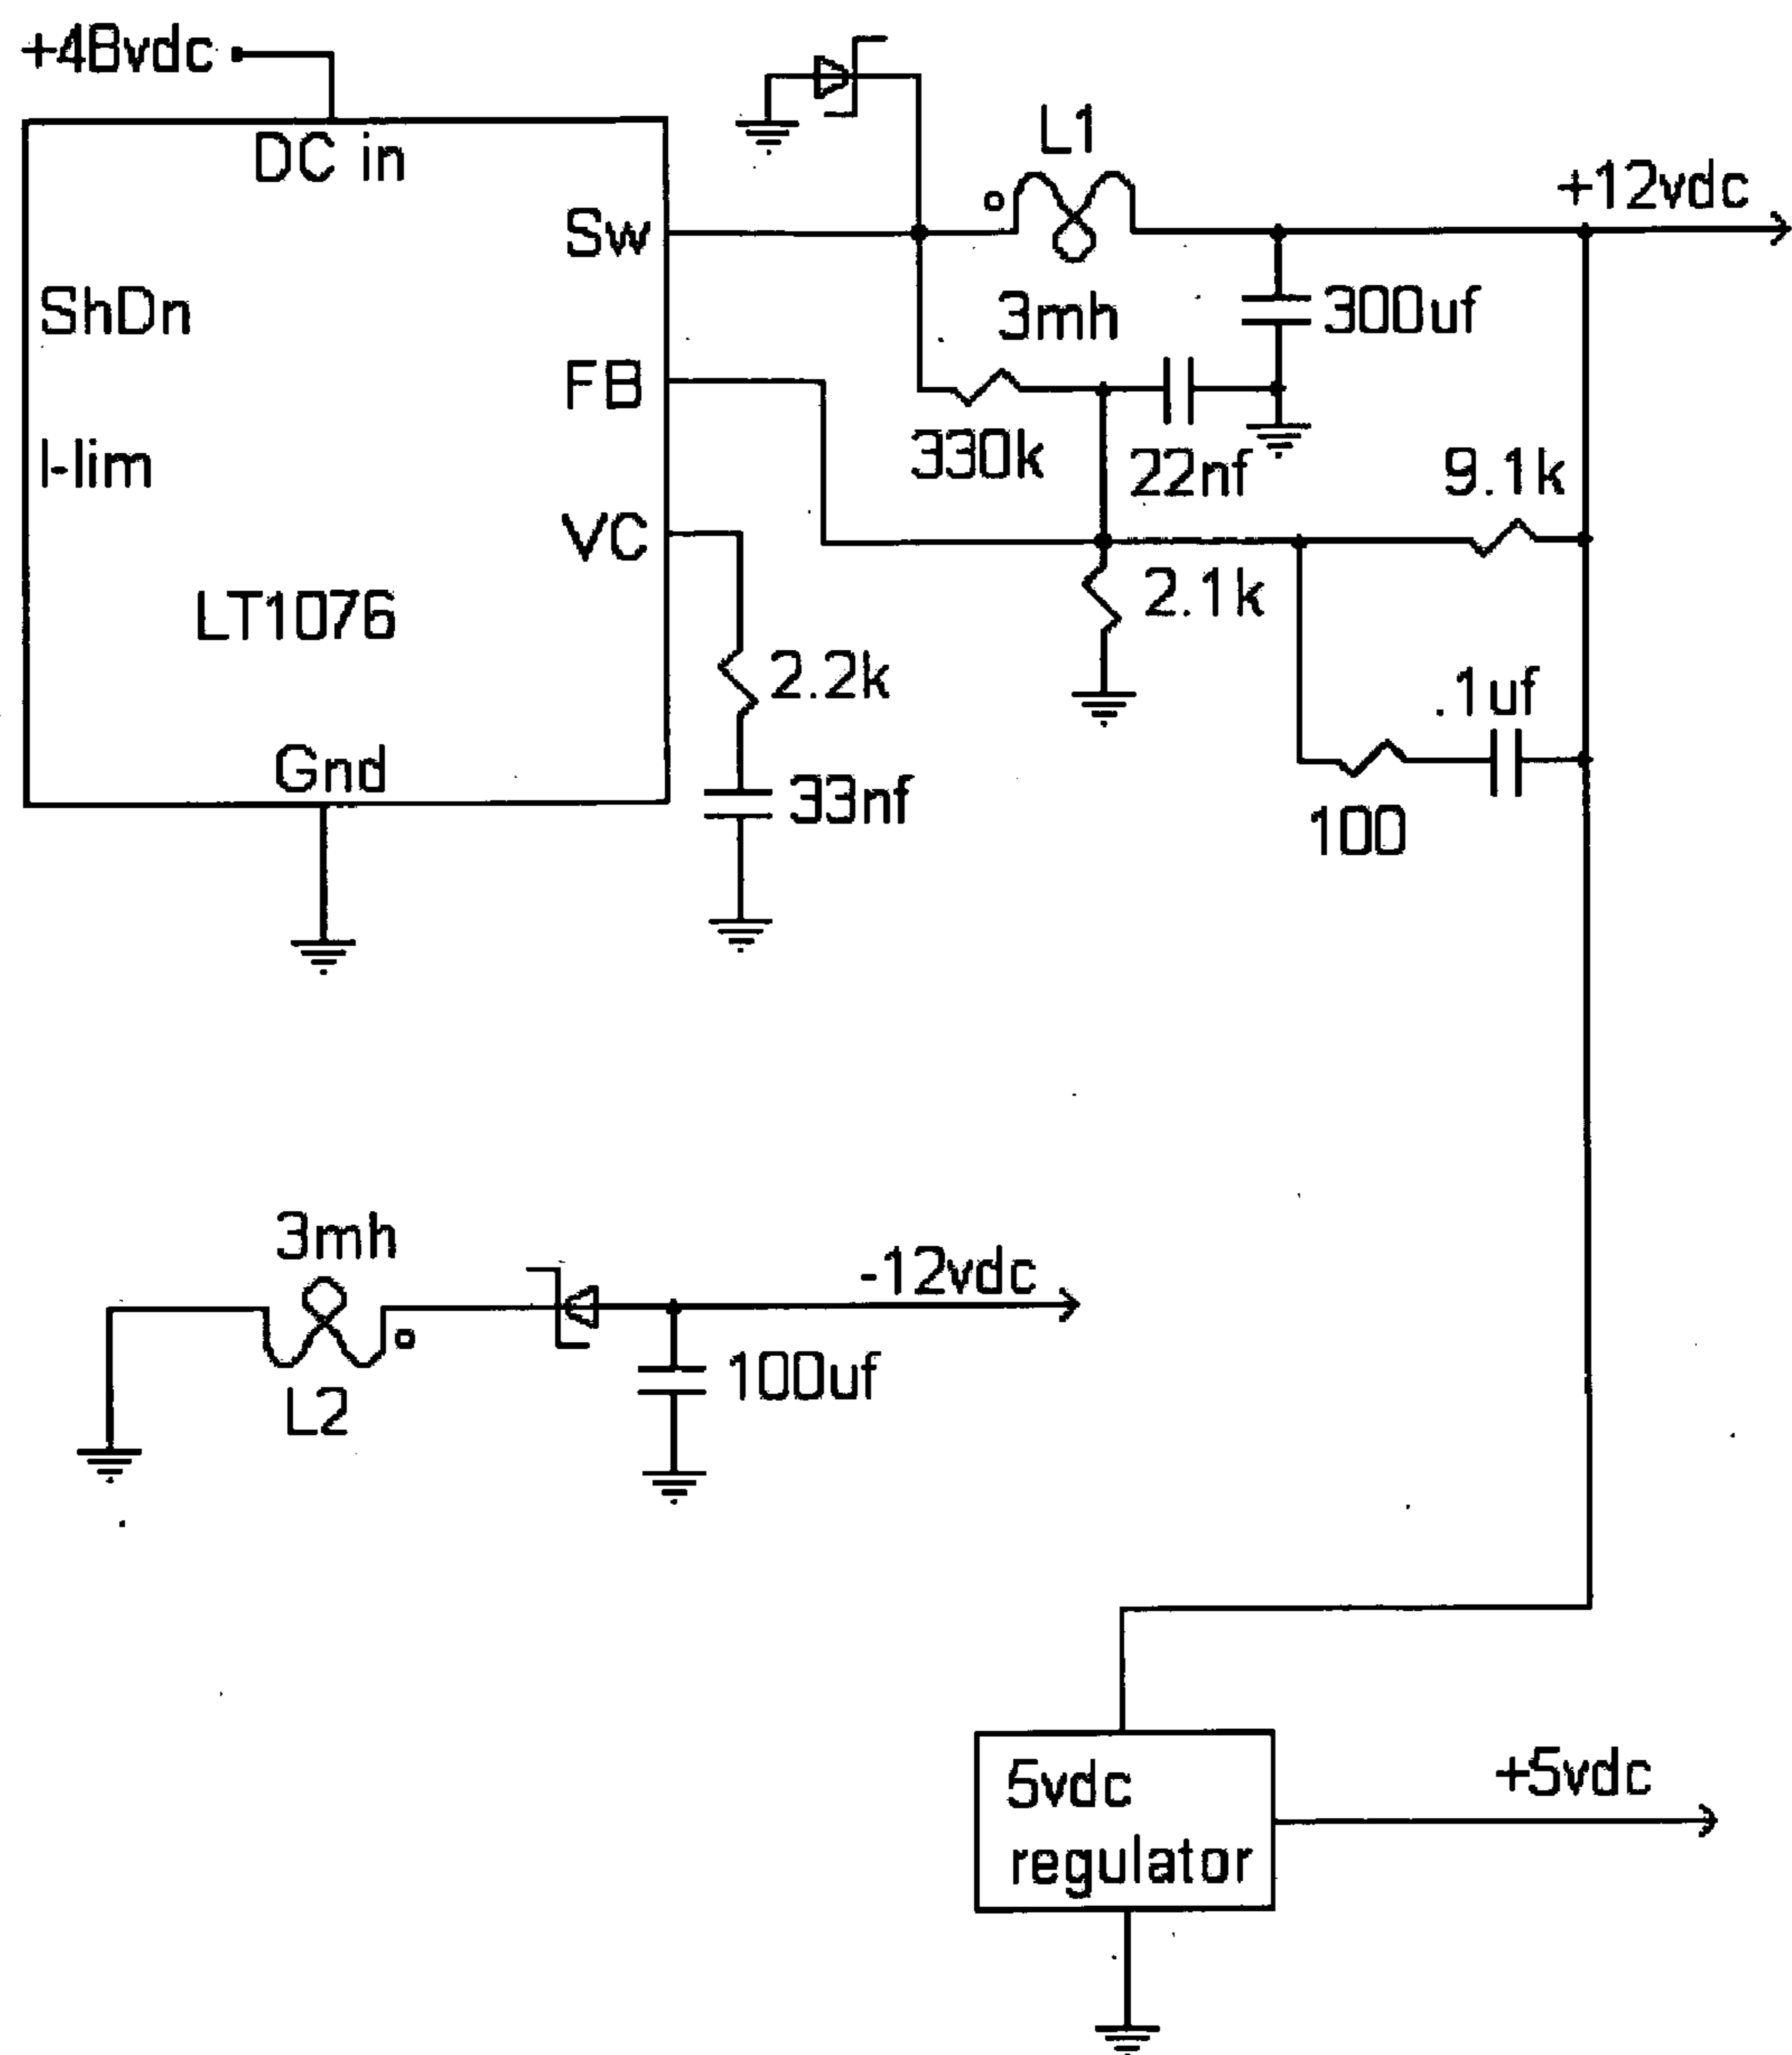 +48vdc
DC in
L1
+12vdc
Sw
ShDn
3mh
300uf
FB
330k
22nf
9.1k
I-lim
VC
2.1k
LT1076
2.2k
.1uf
Gnd
33nf
100
3mh
-12vdc
100uf
L2
5vdc
regulator
+5vdc